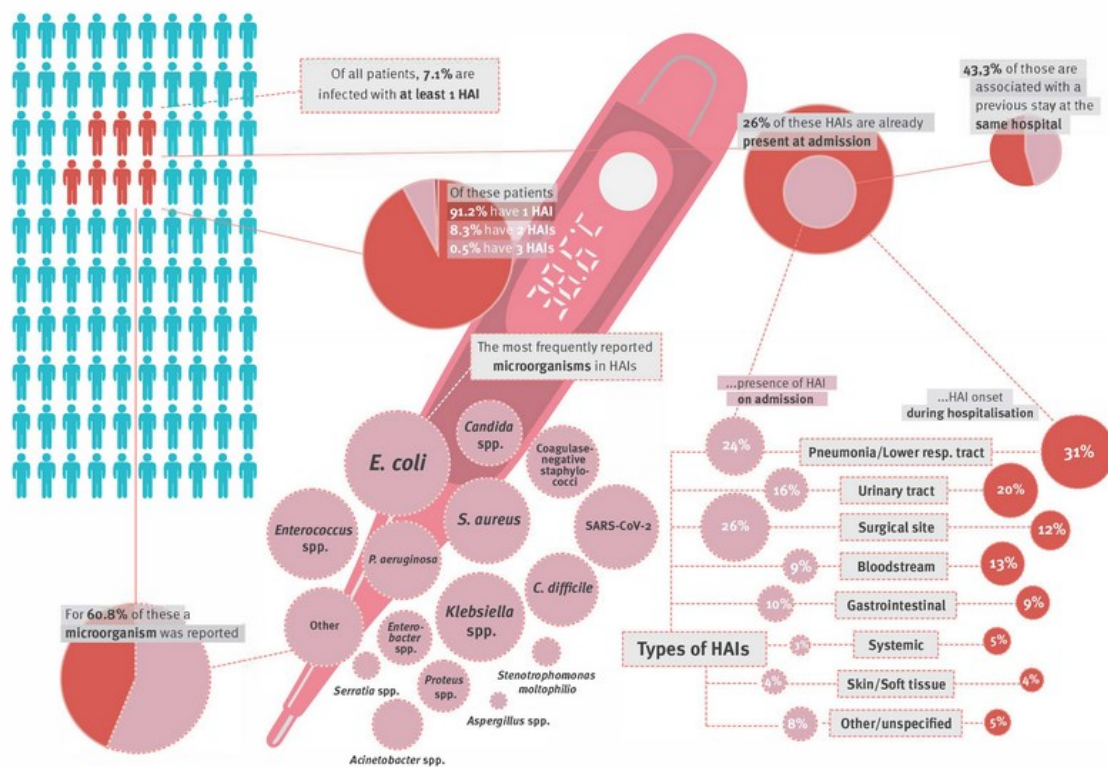 Of all patients, 7.1% are
infected with at least 1 HAI
26% of these HAIs are already
present at admission
43,3% of those are
associated with a
previous stay at the
same hospital
Of these patients
91.2% have 1 HAI
8.3% have 2 HAIs
0.5% have 3 HAIs
38.6°C
The most frequently reported
microorganisms in HAIs
E. coli
Candida
spp.
Coagulase-
negative
staphylo-
cocci
Enterococcus
spp.
S. aureus
SARS-CoV-2
P. aeruginosa
C. difficile
Klebsiella
spp.
Other
Entero-
bacter
spp.
Serratia spp.
Proteus
spp.
Stenotrophomonas
moltophilio
Aspergillus spp.
Acinetobacter spp.
For 60.8% of these a
microorganism was reported
...presence of HAI
on admission
...HAI onset
during hospitalisation
24% Pneumonia/Lower resp. tract 31%
16% Urinary tract 20%
26% Surgical site 12%
9% Bloodstream 13%
10% Gastrointestinal 9%
Types of HAIs
3% Systemic 5%
4% Skin/Soft tissue 4%
8% Other/unspecified 5%